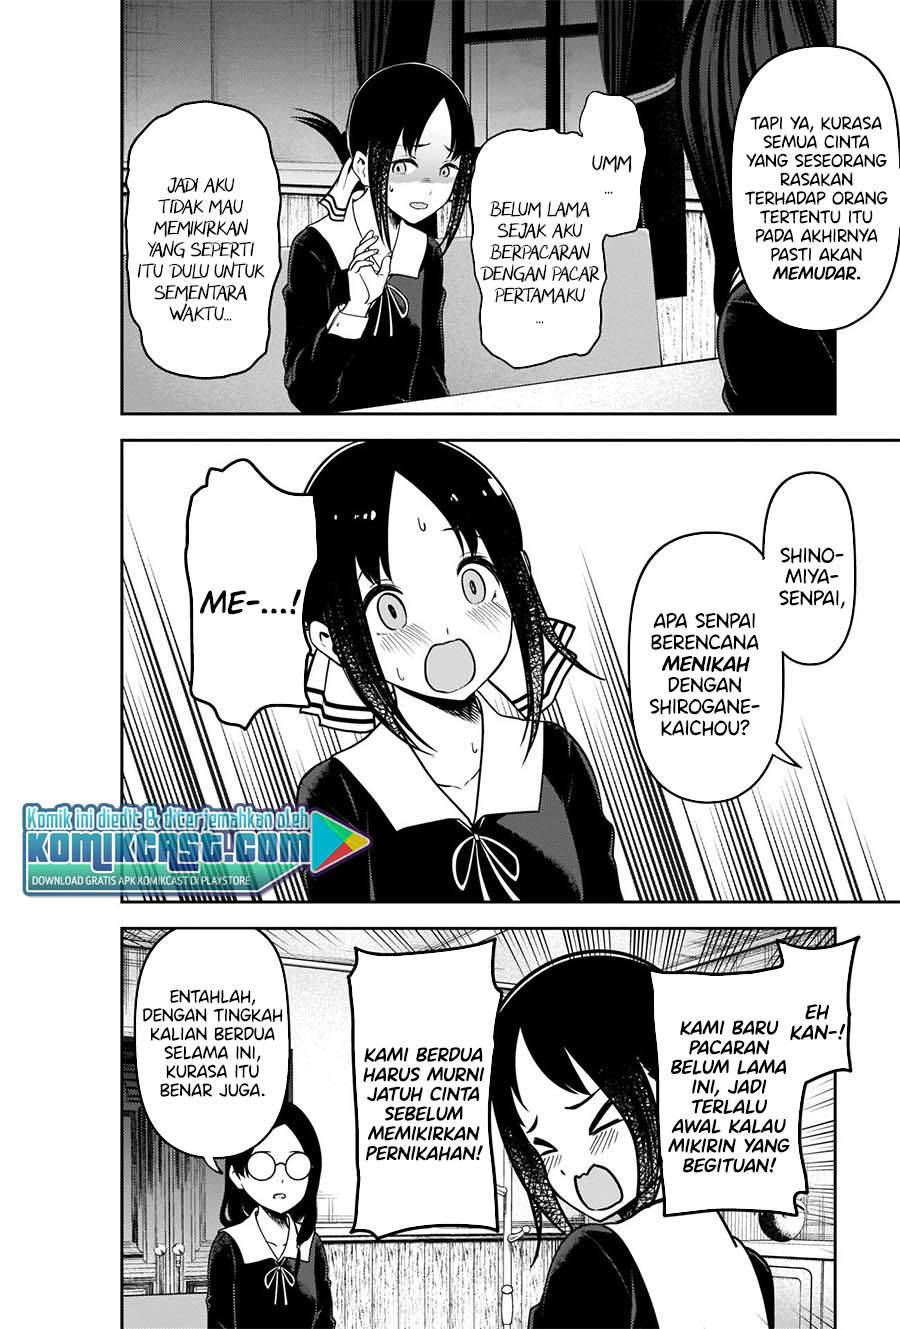 TAPI YA, KURASA
SEMUA CINTA
YANG SESEORANG
RASAKAN
TERHADAP ORANG
TERTENTU ITU
PADA AKHIRNYA
PASTI AKAN
MEMUDAR.
UMM
...
BELUM LAMA
SEJAK AKU
BERPACARAN
DENGAN PACAR
PERTAMAKU
...
JADI AKU
TIDAK MAU
MEMIKIRKAN
YANG SEPERTI
ITU DULU UNTUK
SEMENTARA
WAKTU...
SHINO-
MIYA-
SENPAI,
APA SENPAI
BERENCANA
MENIKAH
DENGAN
SHIROGANE-
KAICHOU?
ME-...!
Komik ini diedit & diterjemahkan oleh
KOMIKCAST.COM
DOWNLOAD GRATIS APK KOMIKCAST DI PLAYSTORE
EH
KAN-!
KAMI BARU
PACARAN
BELUM LAMA
INI, JADI
TERLALU
AWAL KALAU
MIKIRIN YANG
BEGITUAN!
KAMI BERDUA
HARUS MURNI
JATUH CINTA
SEBELUM
MEMIKIRKAN
PERNIKAHAN!
ENTAHLAH,
DENGAN TINGKAH
KALIAN BERDUA
SELAMA INI,
KURASA ITU
BENAR JUGA.